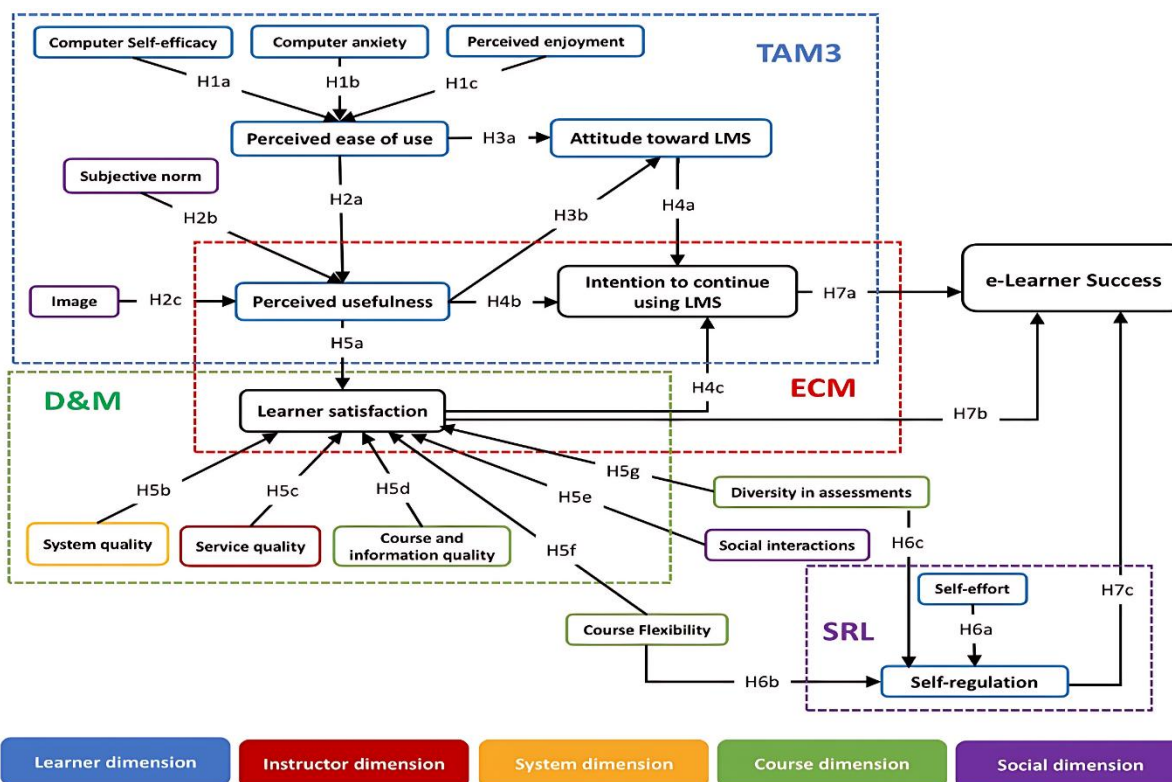 Computer Self-efficacy
Computer anxiety
Perceived enjoyment
TAM3
H1a
H1b
H1c
Perceived ease of use
H3a
Attitude toward LMS
Subjective norm
H2a
H2b
H3b
H4a
Image
H2c
Perceived usefulness
H4b
Intention to continue
using LMS
H7a
e-Learner Success
H5a
D&M
Learner satisfaction
H4c
ECM
H7b
H5b
H5c
H5d
H5e
H5g
Diversity in assessments
System quality
Service quality
Course and
information quality
H5f
Social interactions
H6c
H7c
Self-effort
SRL
H6a
Course Flexibility
H6b
Self-regulation
Learner dimension
Instructor dimension
System dimension
Course dimension
Social dimension